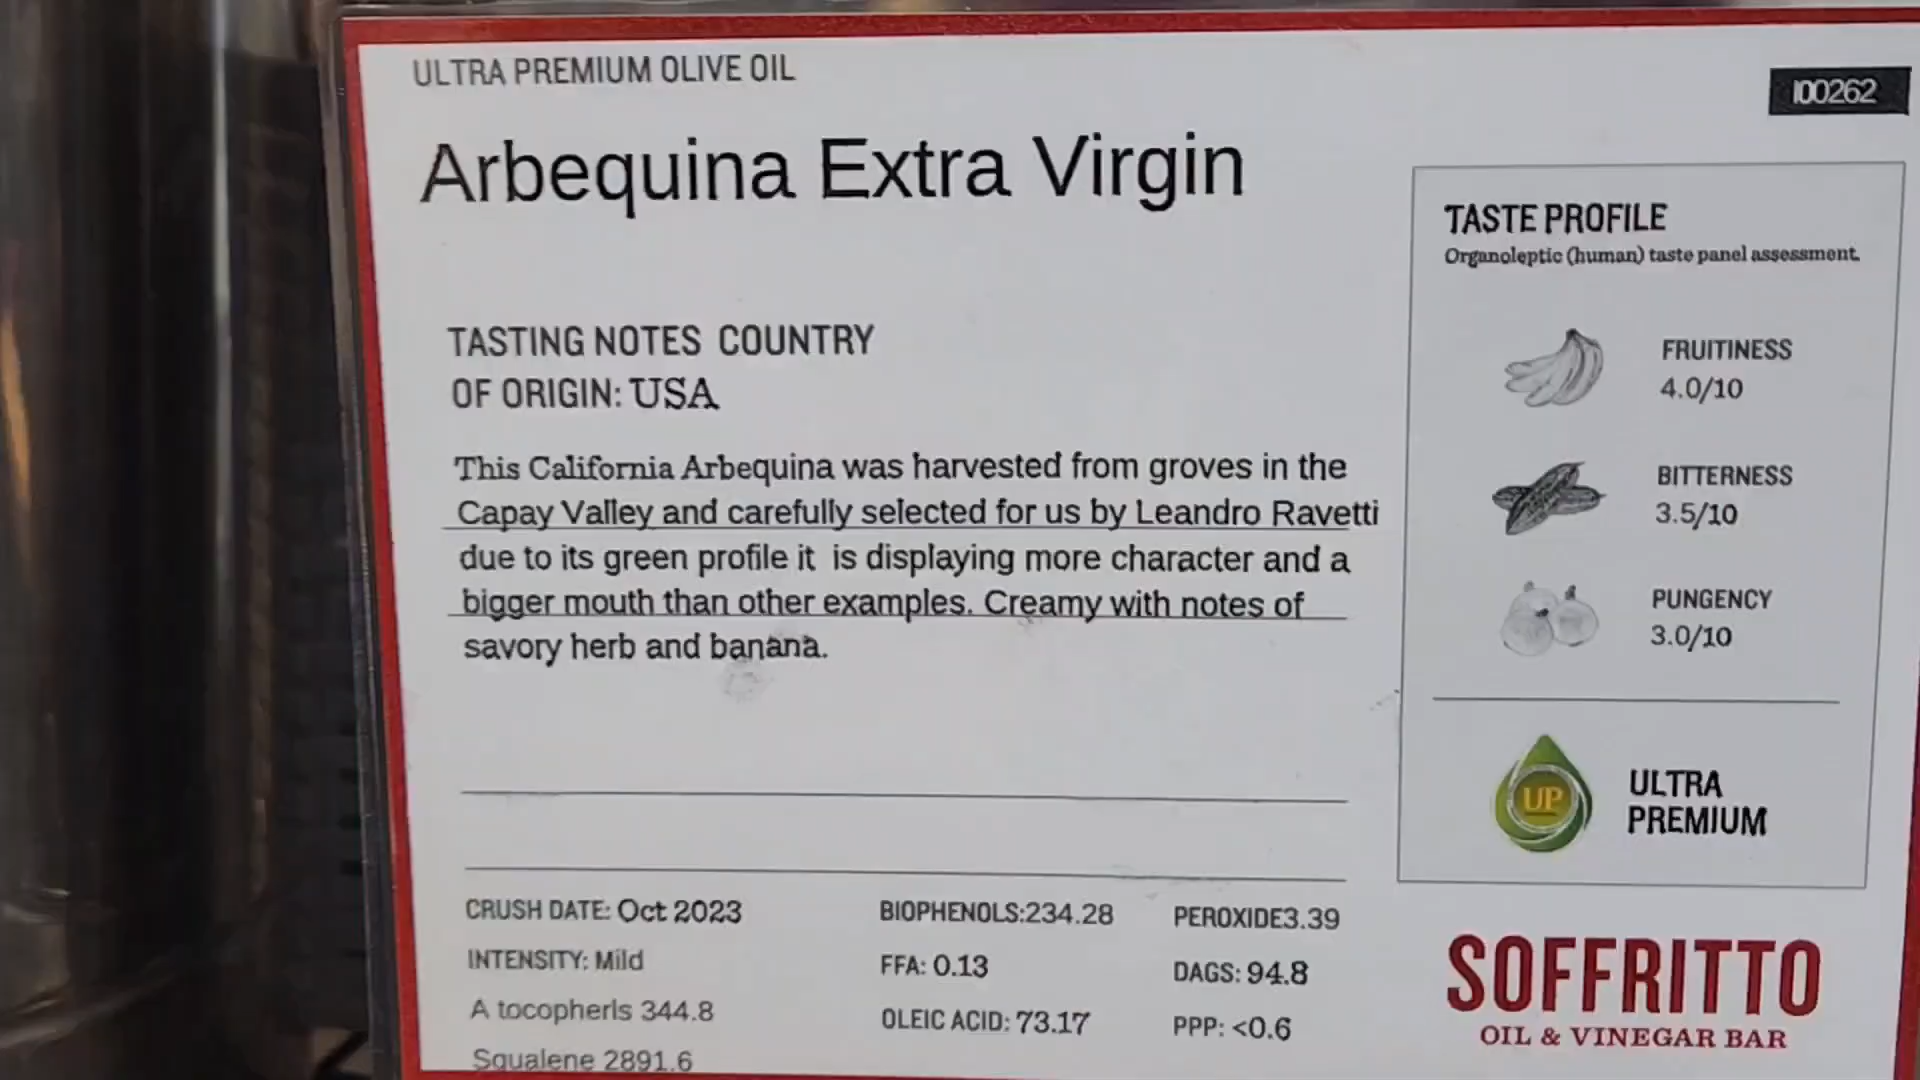 ULTRA PREMIUM OLIVE OIL
100262
Arbequina Extra Virgin
TASTING NOTES COUNTRY
OF ORIGIN: USA
This California Arbequina was harvested from groves in the
Capay Valley and carefully selected for us by Leandro Ravetti
due to its green profile it is displaying more character and a
bigger mouth than other examples. Creamy with notes of
savory herb and banana.
TASTE PROFILE
Organoleptic (human) taste panel assessment.
FRUITINESS
4.0/10
BITTERNESS
3.5/10
PUNGENCY
3.0/10
UP
ULTRA
PREMIUM
CRUSH DATE: Oct 2023
INTENSITY: Mild
A tocopherls 344.8
Squalene 2891.6
BIOPHENOLS:234.28
FFA: 0.13
OLEIC ACID: 73.17
PEROXIDE3.39
DAGS: 94.8
PPP: <0.6
SOFFRITTO
OIL & VINEGAR BAR